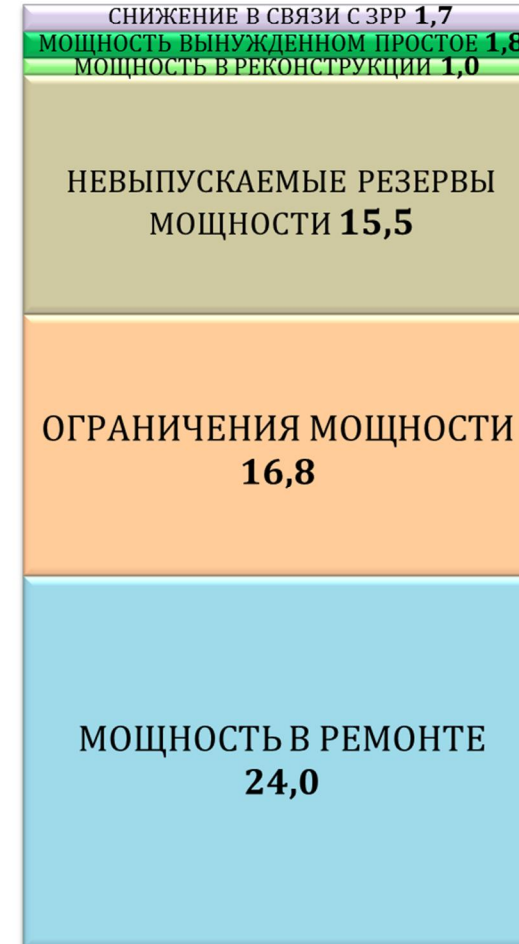 СНИЖЕНИЕ В СВЯЗИ С ЗРР 1,7
МОЩНОСТЬ ВЫНУЖДЕННОМ ПРОСТОЕ 1,8
МОЩНОСТЬ В РЕКОНСТРУКЦИИ 1,0
НЕВЫПУСКАЕМЫЕ РЕЗЕРВЫ
МОЩНОСТИ 15,5
ОГРАНИЧЕНИЯ МОЩНОСТИ
16,8
МОЩНОСТЬ В РЕМОНТЕ
24,0